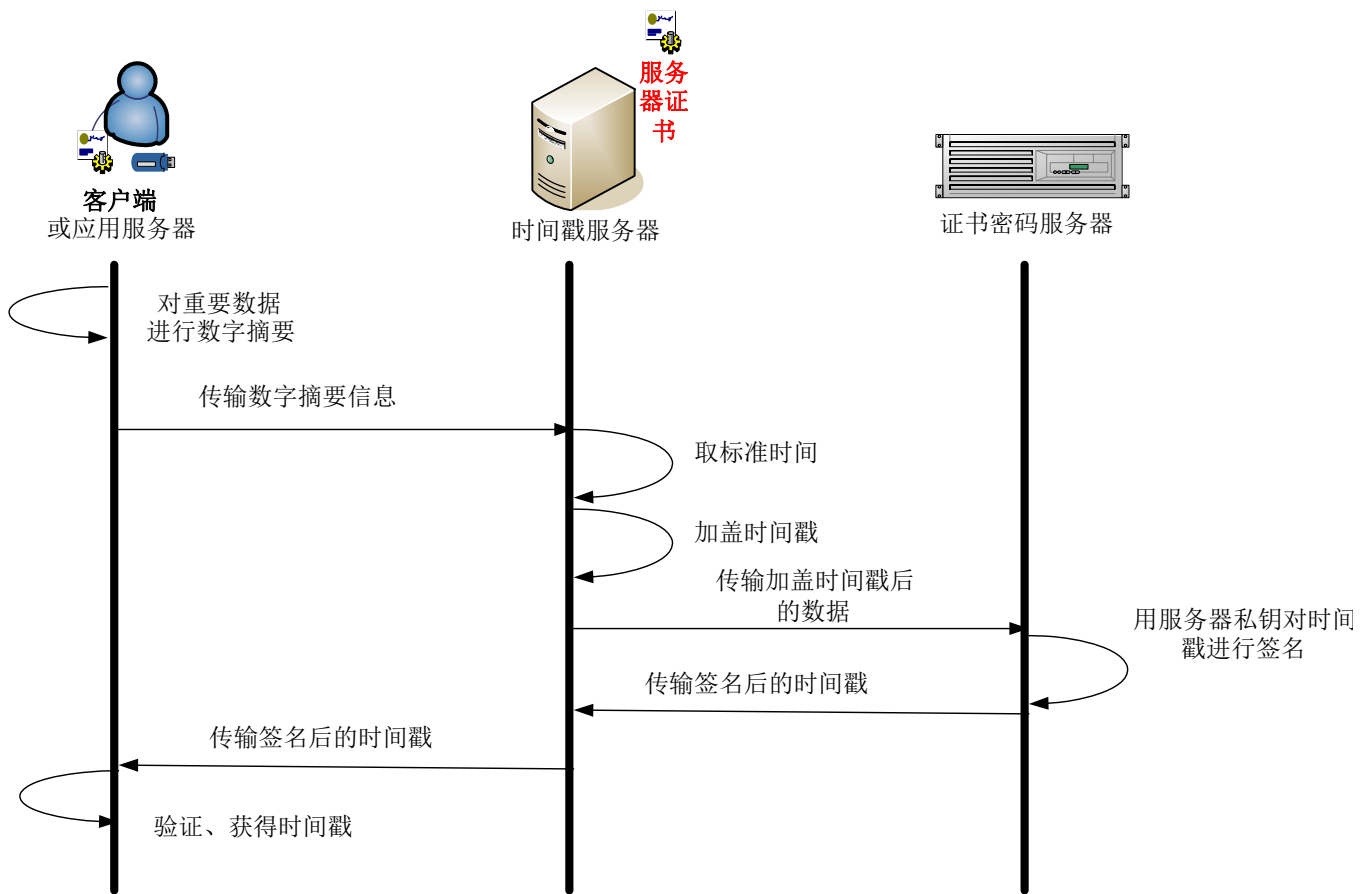 服务
器证
书
客户端
或应用服务器
时间戳服务器
证书密码服务器
对重要数据
进行数字摘要
传输数字摘要信息
取标准时间
加盖时间戳
传输加盖时间戳后
的数据
用服务器私钥对时间
戳进行签名
传输签名后的时间戳
传输签名后的时间戳
验证、获得时间戳